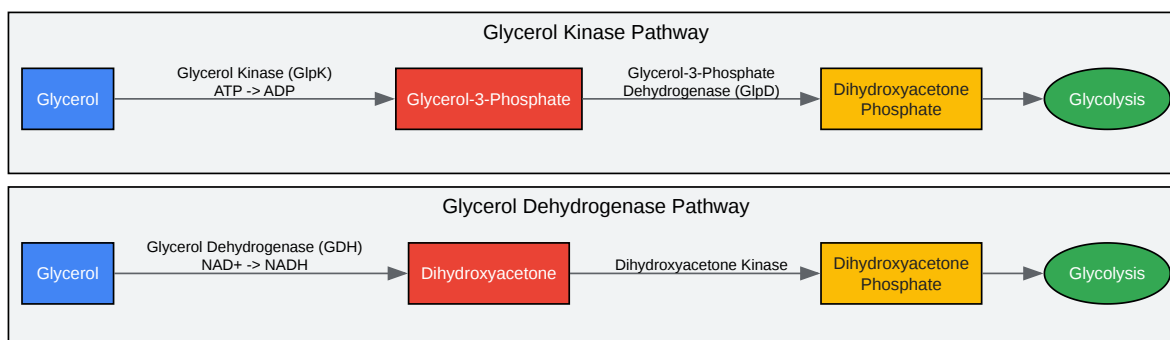 Glycerol Kinase Pathway
Glycerol
Glycerol Kinase (GlpK)
ATP -> ADP
Glycerol-3-Phosphate
Glycerol-3-Phosphate
Dehydrogenase (GlpD)
Dihydroxyacetone
Phosphate
Glycolysis
Glycerol Dehydrogenase Pathway
Glycerol
Glycerol Dehydrogenase (GDH)
NAD+ -> NADH
Dihydroxyacetone
Dihydroxyacetone Kinase
Dihydroxyacetone
Phosphate
Glycolysis